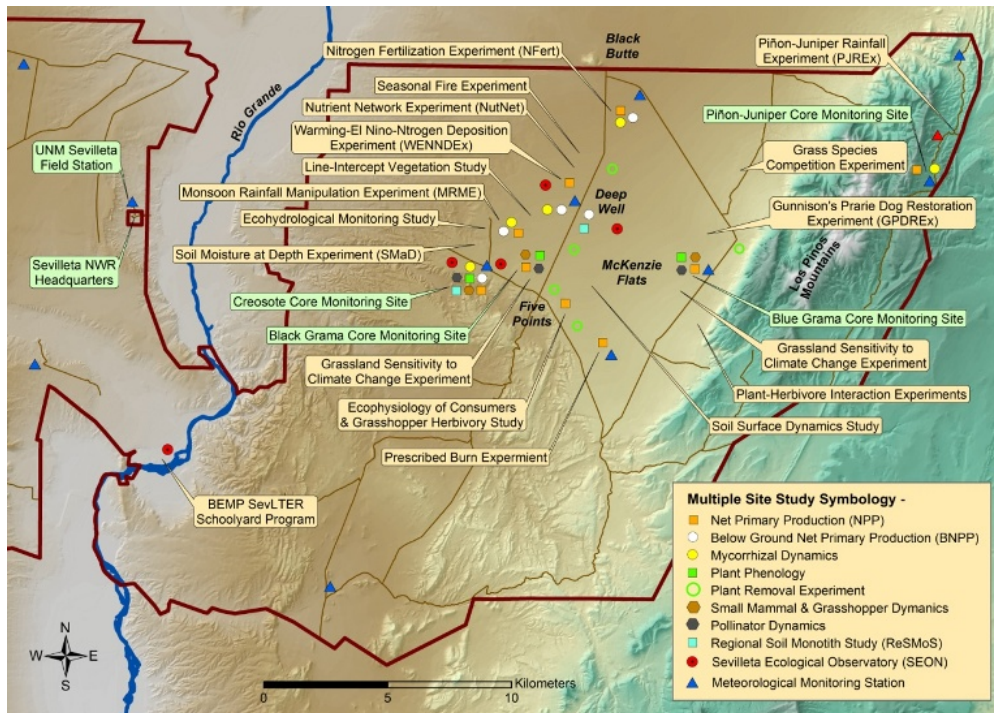 Black
Butte
Nitrogen Fertilization Experiment (NFert)
Piñon-Juniper Rainfall
Experiment (PJREx)
Seasonal Fire Experiment
Rio Grande
Nutrient Network Experiment (NutNet)
Piñon-Juniper Core Monitoring Site
Warming-El Nino-Nitrogen Deposition
Experiment (WENNDEx)
UNM Sevilleta
Field Station
Grass Species
Competition Experiment
Line-Intercept Vegetation Study
Monsoon Rainfall Manipulation Experiment (MRME)
Deep
Well
Gunnison's Prarie Dog Restoration
Experiment (GPDREx)
Ecohydrological Monitoring Study
Soil Moisture at Depth Experiment (SMaD)
Los Pinos
Mountains
McKenzie
Flats
Sevilleta NWR
Headquarters
Creosote Core Monitoring Site
Five
Points
Blue Grama Core Monitoring Site
Black Grama Core Monitoring Site
Grassland Sensitivity to
Climate Change Experiment
Grassland Sensitivity to
Climate Change Experiment
Plant-Herbivore Interaction Experiments
Ecophysiology of Consumers
& Grasshopper Herbivory Study
Soil Surface Dynamics Study
Prescribed Burn Expermient
BEMP SevLTER
Schoolyard Program
Multiple Site Study Symbology -
Net Primary Production (NPP)
Below Ground Net Primary Production (BNPP)
Mycorrhizal Dynamics
Plant Phenology
Plant Removal Experiment
Small Mammal & Grasshopper Dymanics
Pollinator Dynamics
Regional Soil Monotith Study (ReSMoS)
Sevilleta Ecological Observatory (SEON)
Meteorological Monitoring Station
N
W E
S
Kilometers
0 5 10